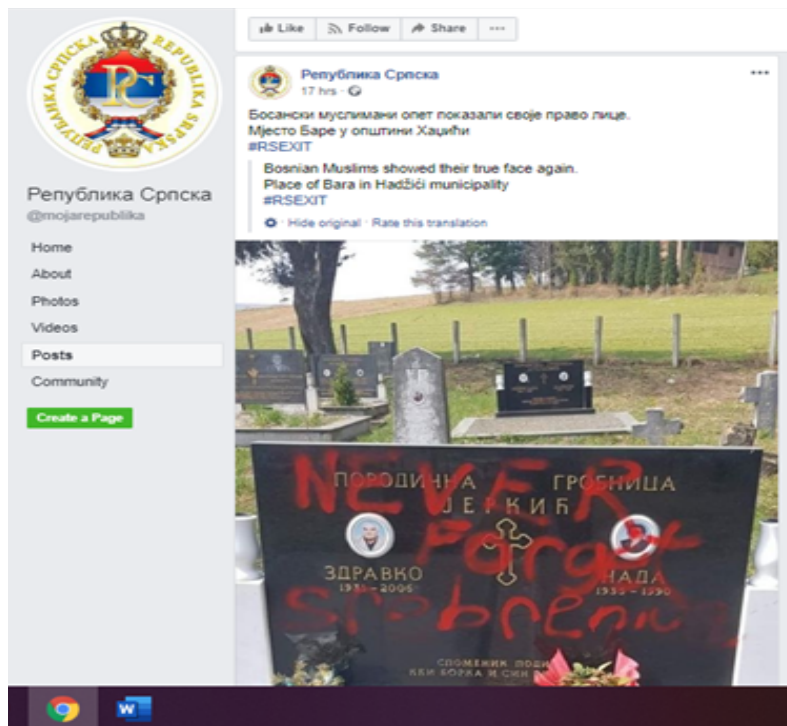 РЕПУБЛИКА СРПСКА REPUBLIKA SRPSKA
РС
Република Српска
@mojarepublika
Home
About
Photos
Videos
Posts
Community
Create a Page
Like Follow Share ...
Република Српска
17 hrs
Босански муслимани опет показали своје право лице.
Мјесто Баре у општини Хаџићи
#RSEXIT
Bosnian Muslims showed their true face again.
Place of Bara in Hadžići municipality
#RSEXIT
Hide original · Rate this translation
ПОРОДИЧНА ГРОБНИЦА
ЈЕРКИЋ
NEVER
Forget
Srebrenica
ЗДРАВКО
НАДА
СПОМЕНИК
W